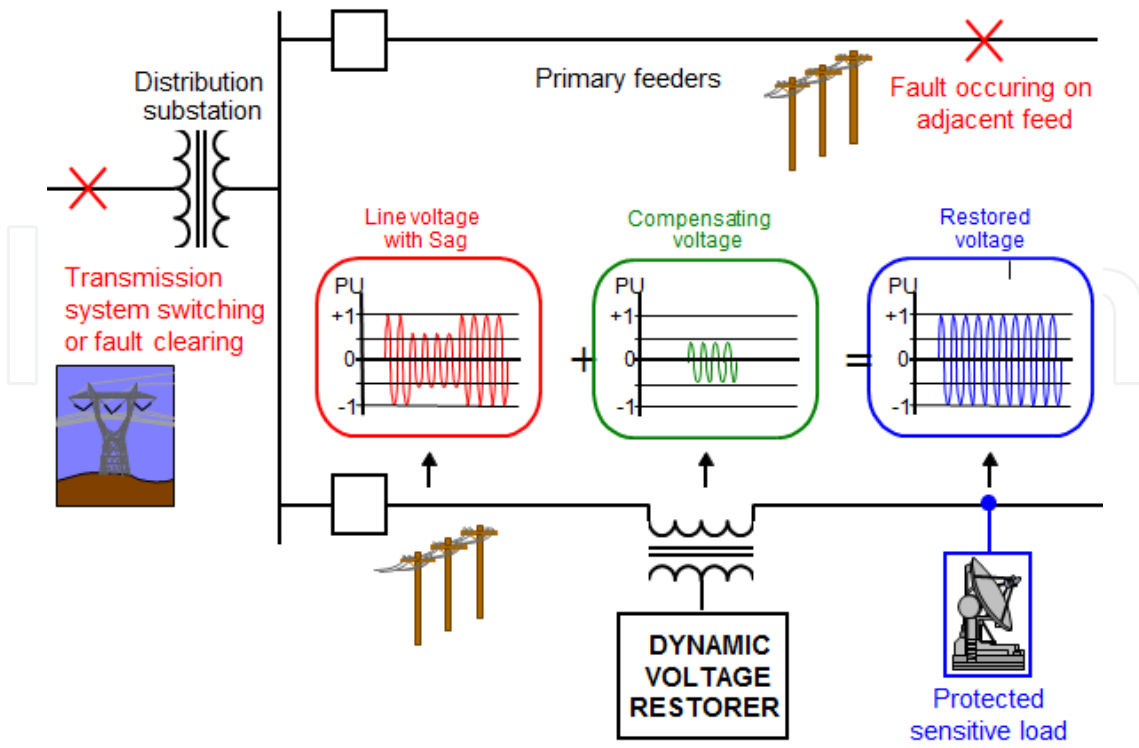 Distribution
substation
Primary feeders
Fault occuring on
adjacent feed
Transmission
system switching
or fault clearing
Line voltage
with Sag
PU
+1
0
-1
+
Compensating
voltage
PU
+1
0
-1
=
Restored
voltage
PU
+1
0
-1
DYNAMIC
VOLTAGE
RESTORER
Protected
sensitive load